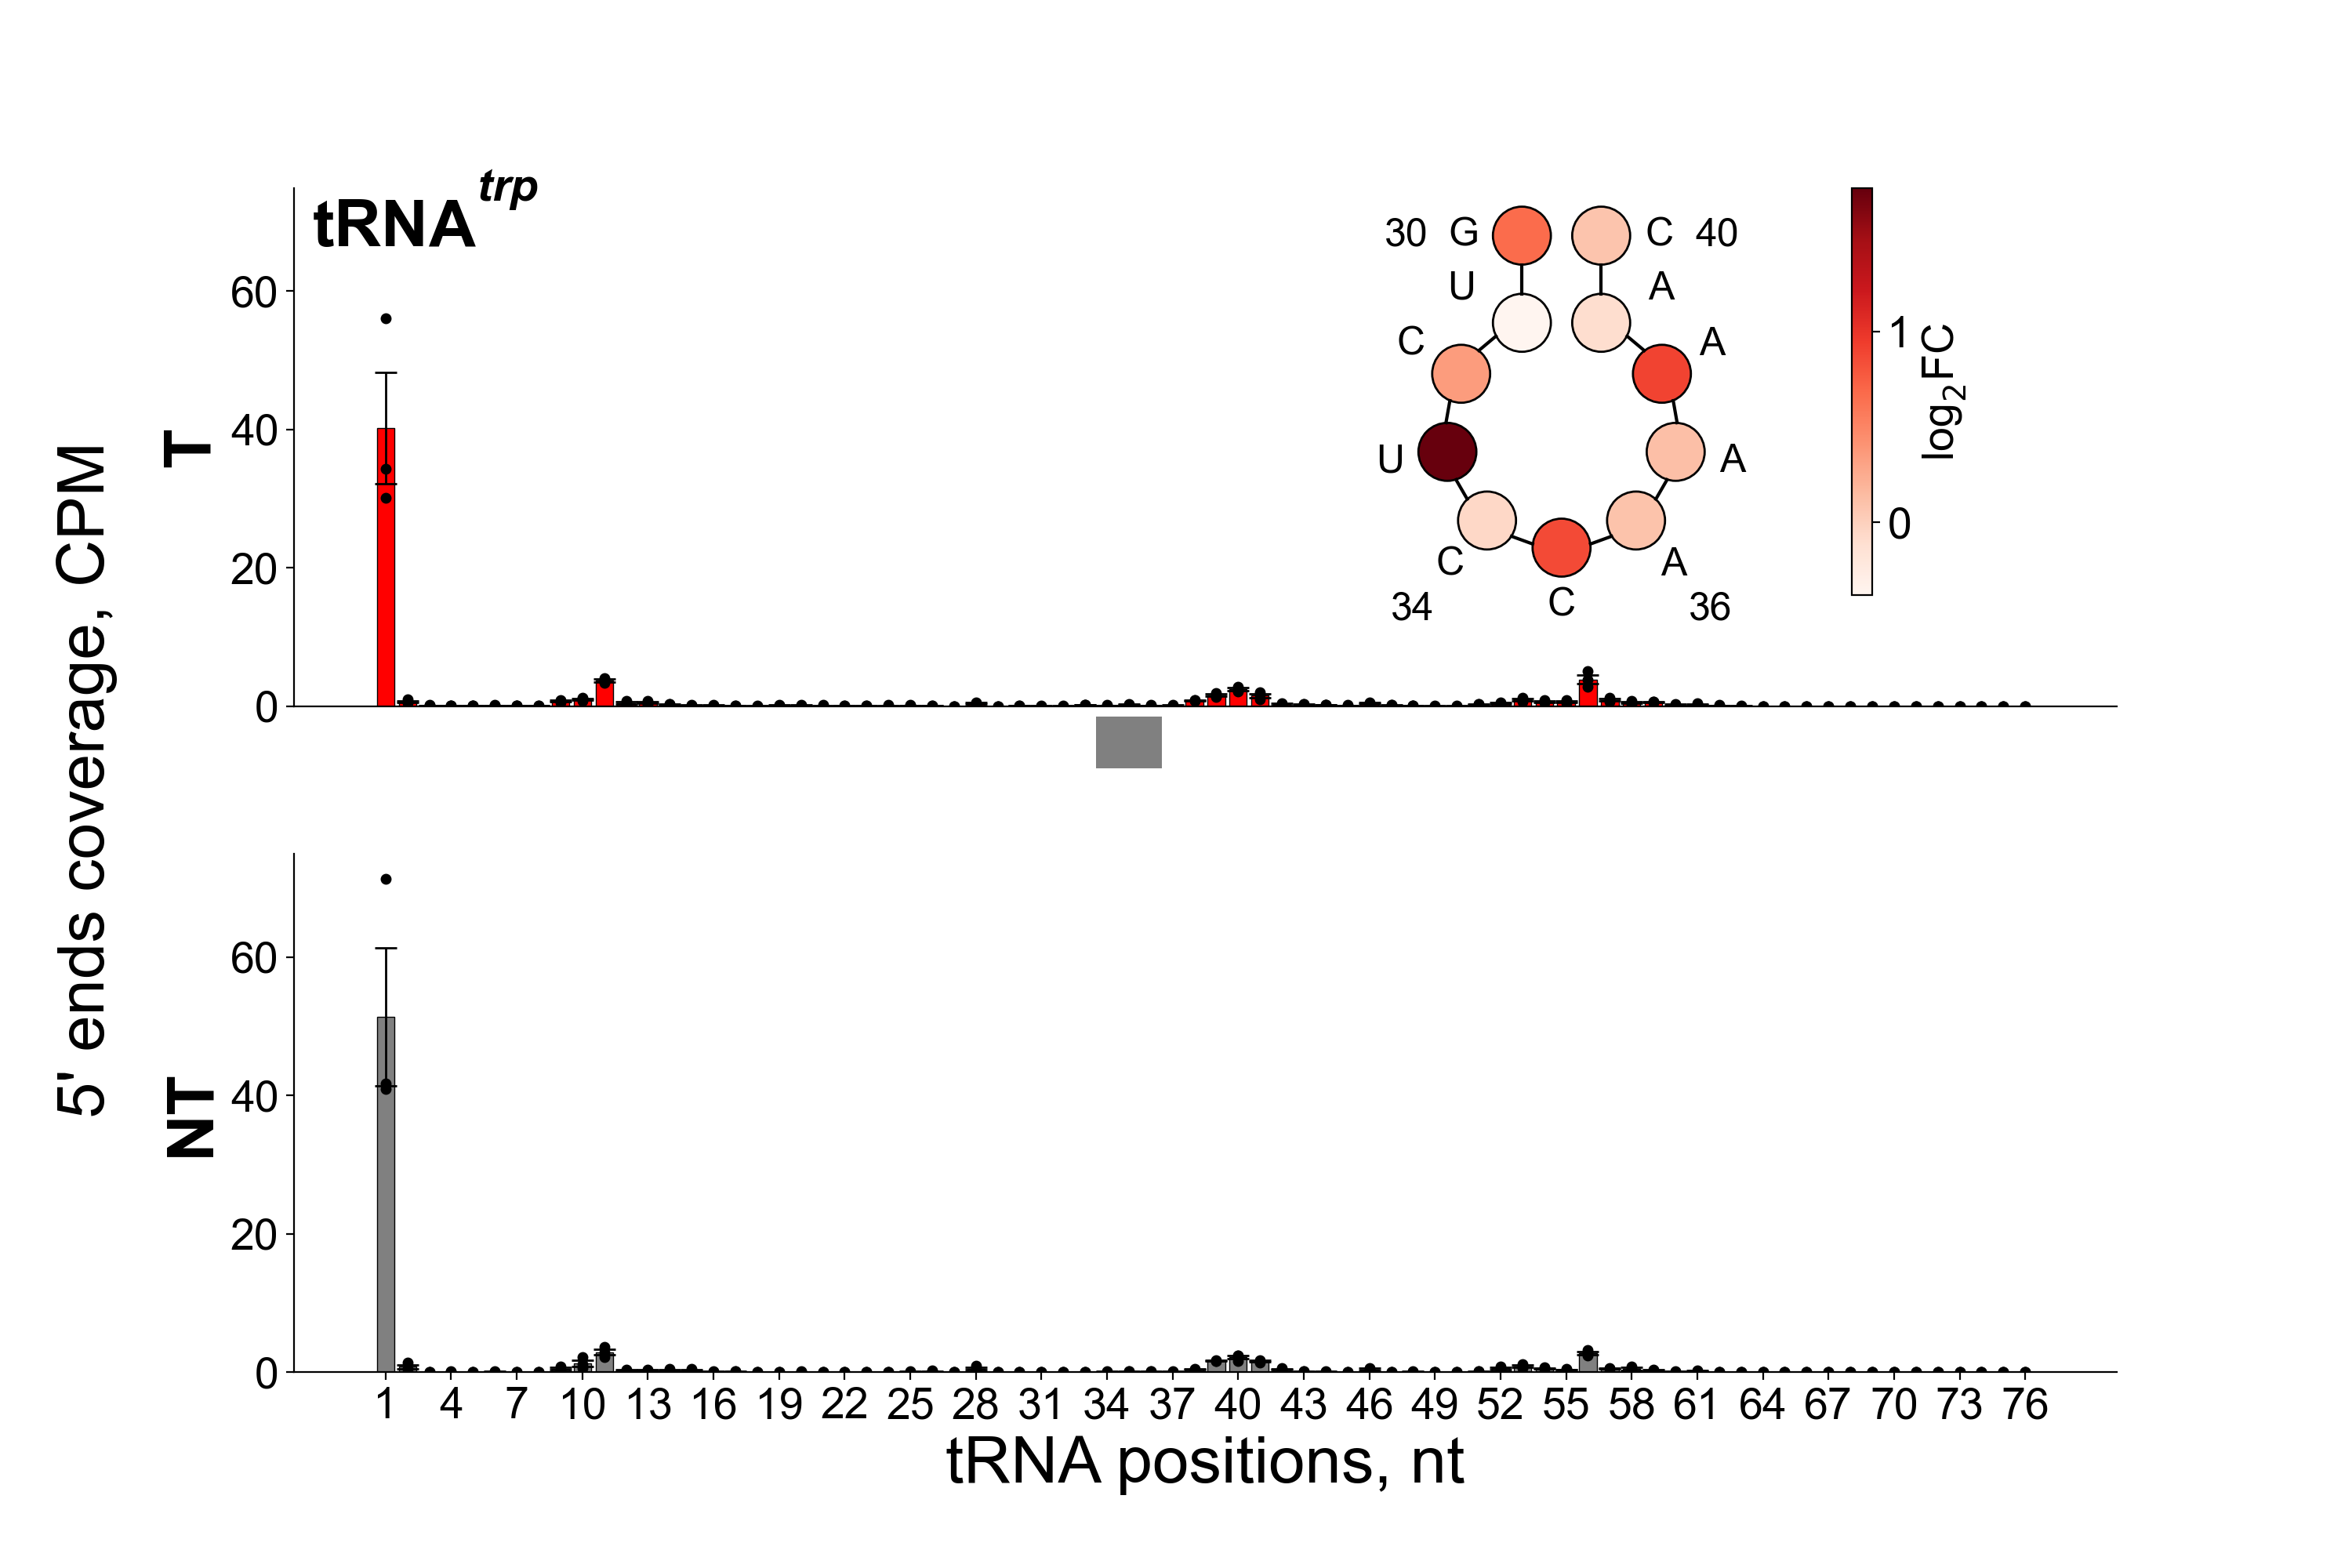 tRNA^trp
5' ends coverage, CPM
T
60
40
20
0
30 G C 40
U A
C A
U A
C A
34 C 36
1
0
log₂FC
NT
60
40
20
0
1 4 7 10 13 16 19 22 25 28 31 34 37 40 43 46 49 52 55 58 61 64 67 70 73 76
tRNA positions, nt